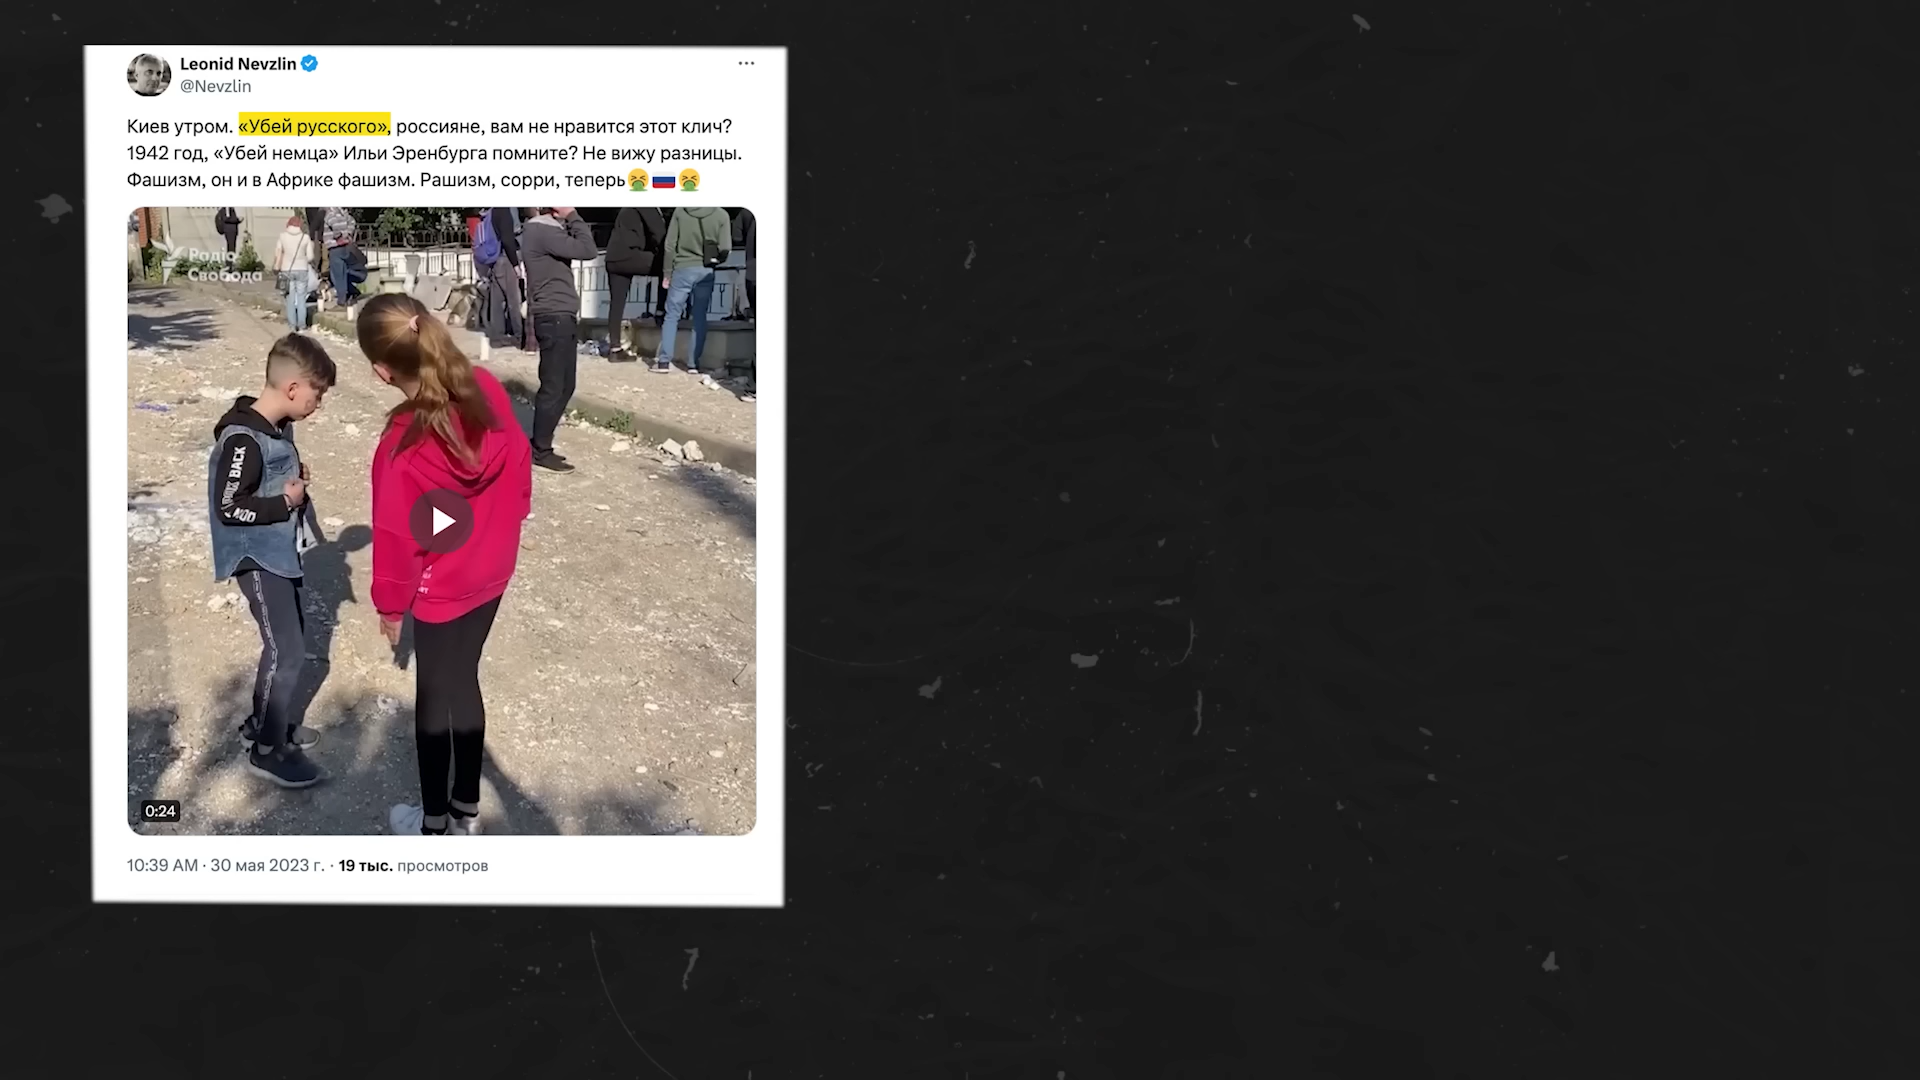 Leonid Nevzlin
@Nevzlin
Киев утром. «Убей русского», россияне, вам не нравится этот клич?
1942 год, «Убей немца» Ильи Эренбурга помните? Не вижу разницы.
Фашизм, он и в Африке фашизм. Рашизм, сорри, теперь🤮🇷🇺🤮
Радіо
Свобода
BACK
0:24
10:39 AM · 30 мая 2023 г. · 19 тыс. просмотров